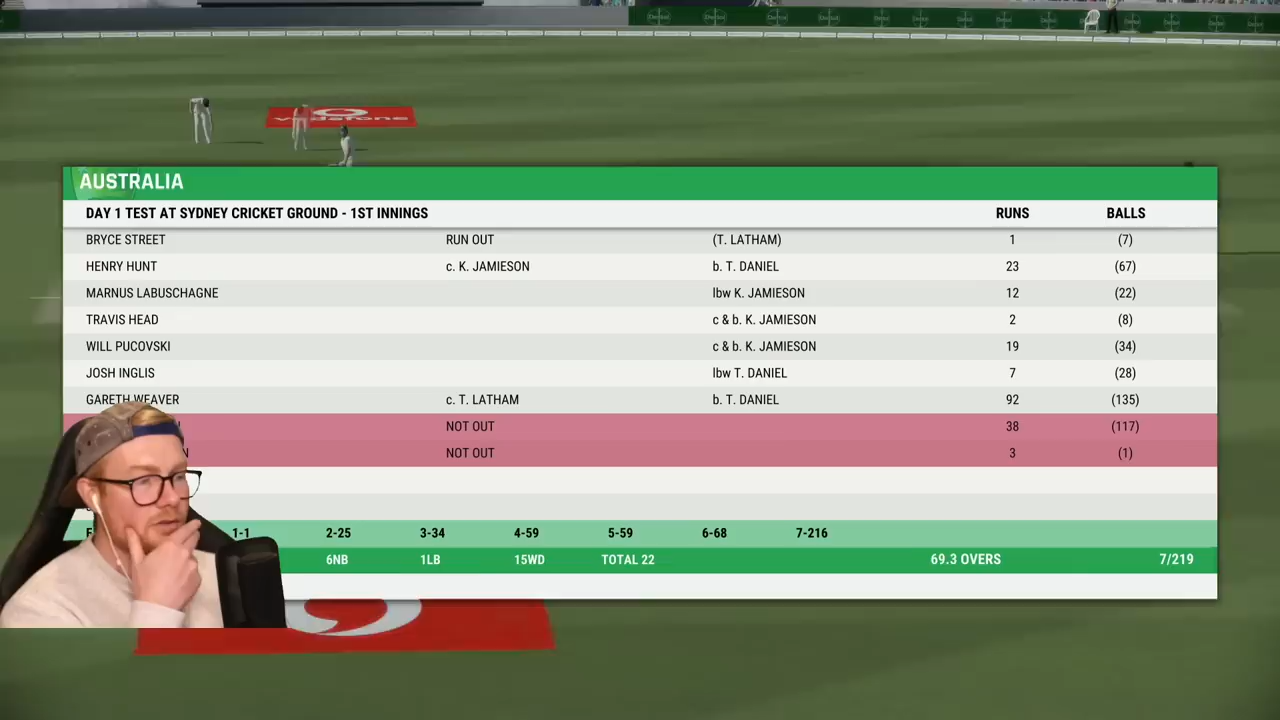 vodafone
AUSTRALIA
DAY 1 TEST AT SYDNEY CRICKET GROUND - 1ST INNINGS RUNS BALLS
BRYCE STREET RUN OUT (T. LATHAM) 1 (7)
HENRY HUNT c. K. JAMIESON b. T. DANIEL 23 (67)
MARNUS LABUSCHAGNE lbw K. JAMIESON 12 (22)
TRAVIS HEAD c & b. K. JAMIESON 2 (8)
WILL PUCOVSKI c & b. K. JAMIESON 19 (34)
JOSH INGLIS lbw T. DANIEL 7 (28)
GARETH WEAVER c. T. LATHAM b. T. DANIEL 92 (135)
NOT OUT 38 (117)
NOT OUT 3 (1)
1-1 2-25 3-34 4-59 5-59 6-68 7-216
6NB 1LB 15WD TOTAL 22 69.3 OVERS 7/219